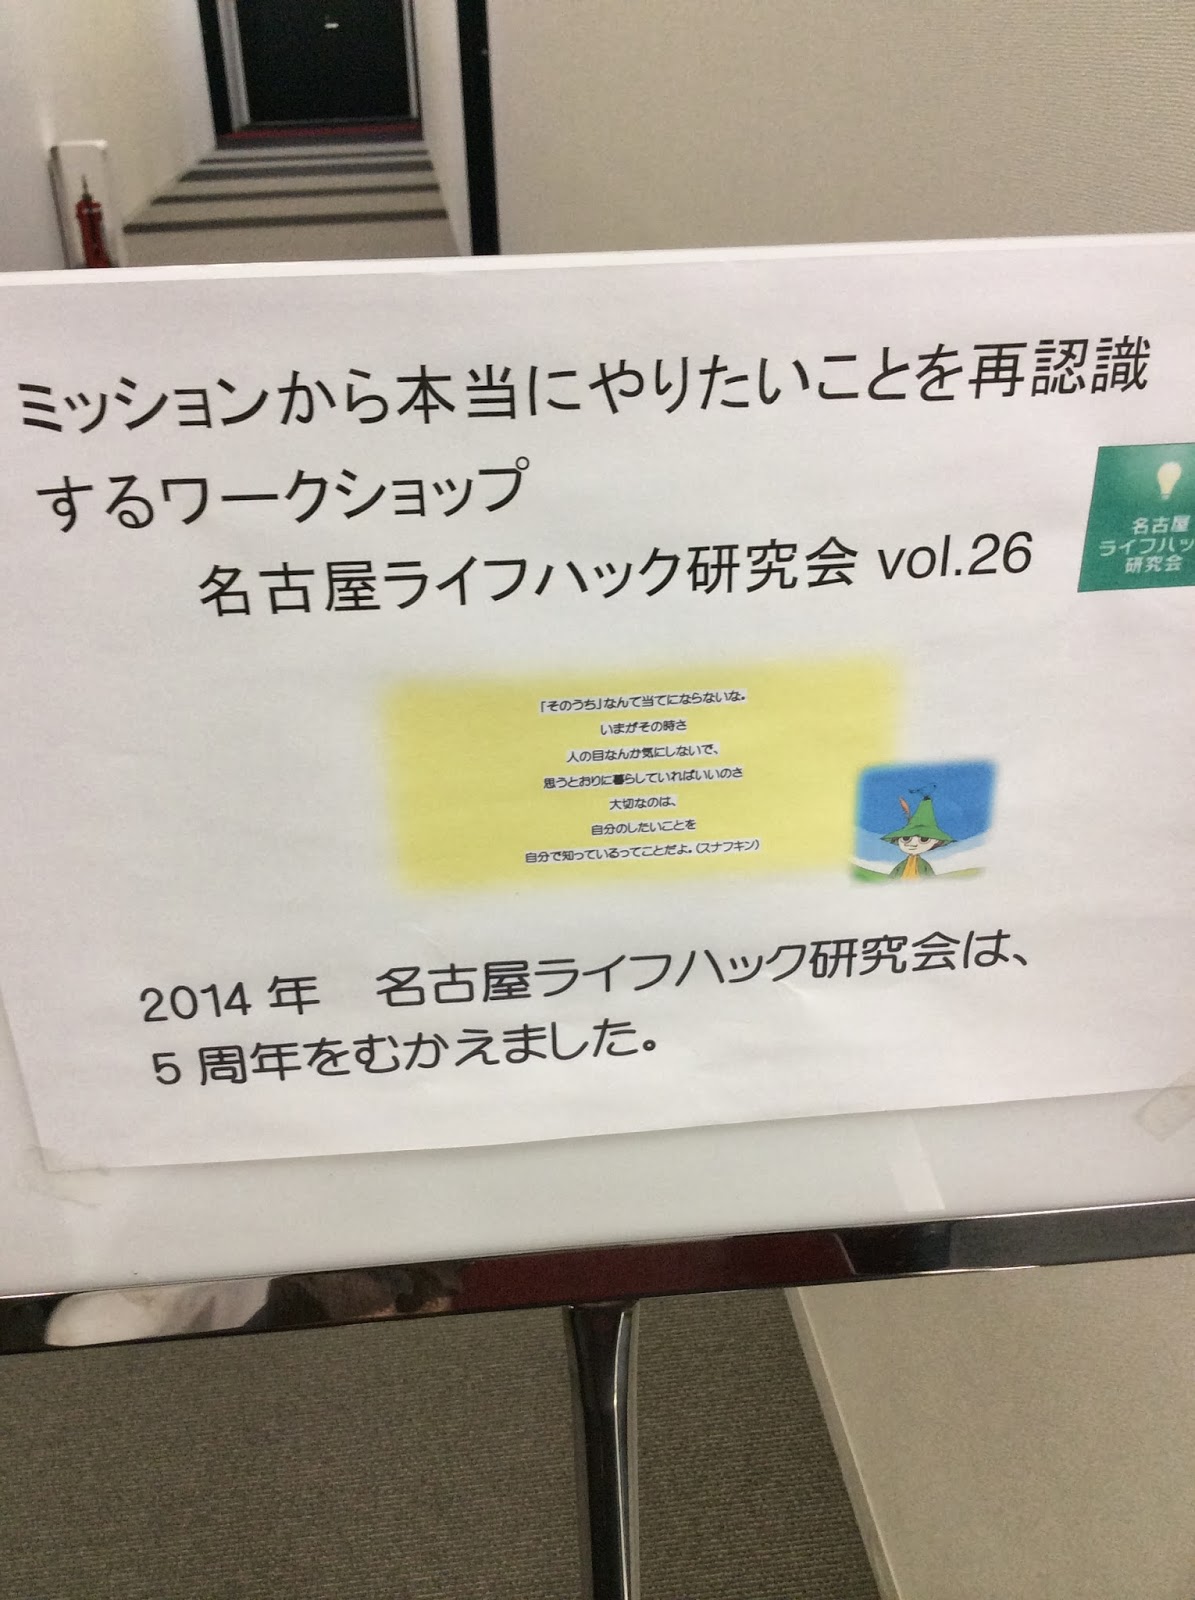 ミッションから本当にやりたいことを再認識
するワークショップ
名古屋ライフハック研究会 vol.26
名古屋
ライフハッ
研究会
「そのうち」なんて当てにならないな。
いまがその時さ
人の目なんか気にしないで、
思うとおりに暮らしていればいいのさ
大切なのは、
自分のしたいことを
自分で知っているってことだよ。(スナフキン)
2014 年　名古屋ライフハック研究会は、
5 周年をむかえました。